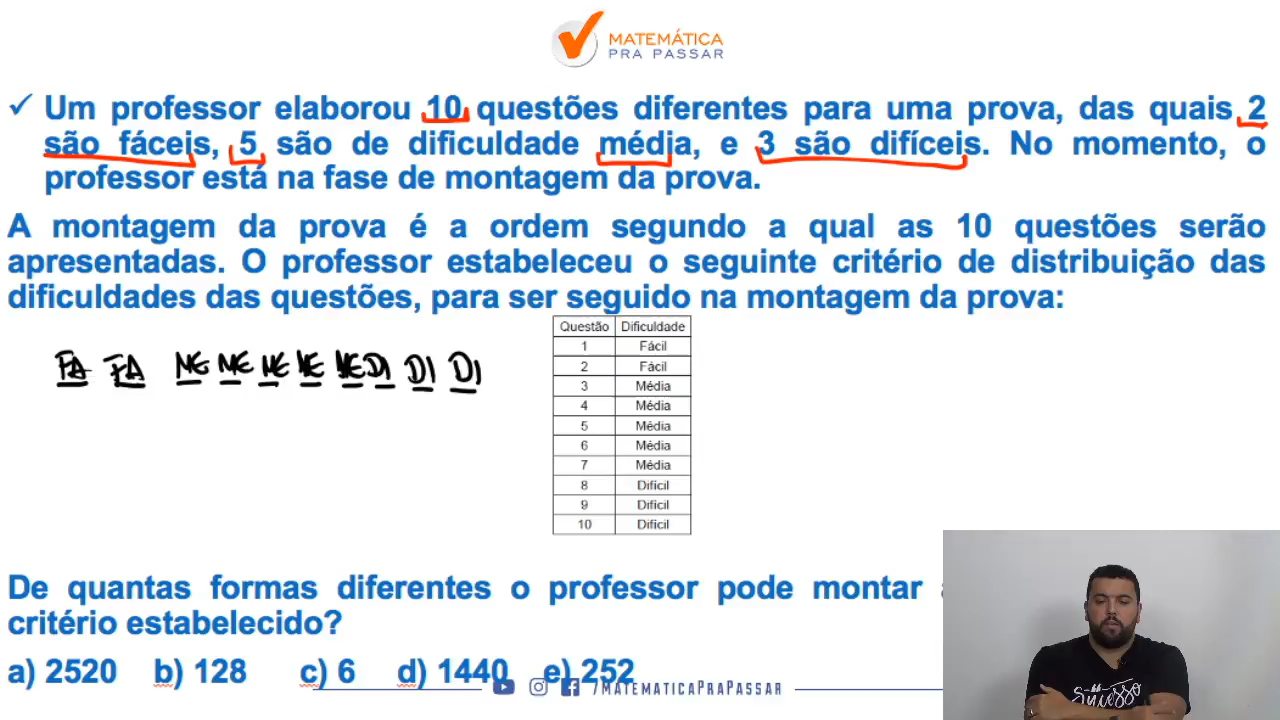 MATEMÁTICA
PRA PASSAR
✓ Um professor elaborou 10 questões diferentes para uma prova, das quais 2
são fáceis, 5 são de dificuldade média, e 3 são difíceis. No momento, o
professor está na fase de montagem da prova.
A montagem da prova é a ordem segundo a qual as 10 questões serão
apresentadas. O professor estabeleceu o seguinte critério de distribuição das
dificuldades das questões, para ser seguido na montagem da prova:
Questão Dificuldade
1 Fácil
2 Fácil
3 Média
4 Média
5 Média
6 Média
7 Média
8 Difícil
9 Difícil
10 Difícil
FA FA ME ME ME ME ME DI DI DI
De quantas formas diferentes o professor pode montar
critério estabelecido?
a) 2520 b) 128 c) 6 d) 1440 e) 252
/MATEMATICAPRAPASSAR
Sucesso